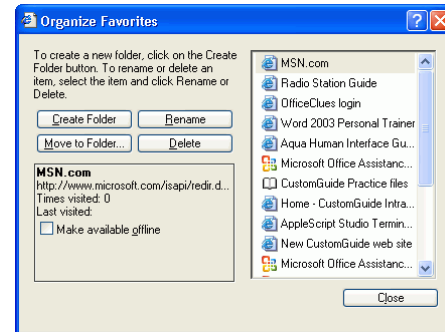 Organize Favorites
To create a new folder, click on the Create
Folder button. To rename or delete an
item, select the item and click Rename or
Delete.
Create Folder
Rename
Move to Folder...
Delete
MSN.com
http://www.microsoft.com/isapi/redir.d...
Times visited: 0
Last visited:
Make available offline
MSN.com
Radio Station Guide
OfficeClues login
Word 2003 Personal Trainer
Aqua Human Interface Gu...
Microsoft Office Assistanc...
CustomGuide Practice files
Home - CustomGuide Intra...
AppleScript Studio Termin...
New CustomGuide web site
Microsoft Office Assistanc...
Close